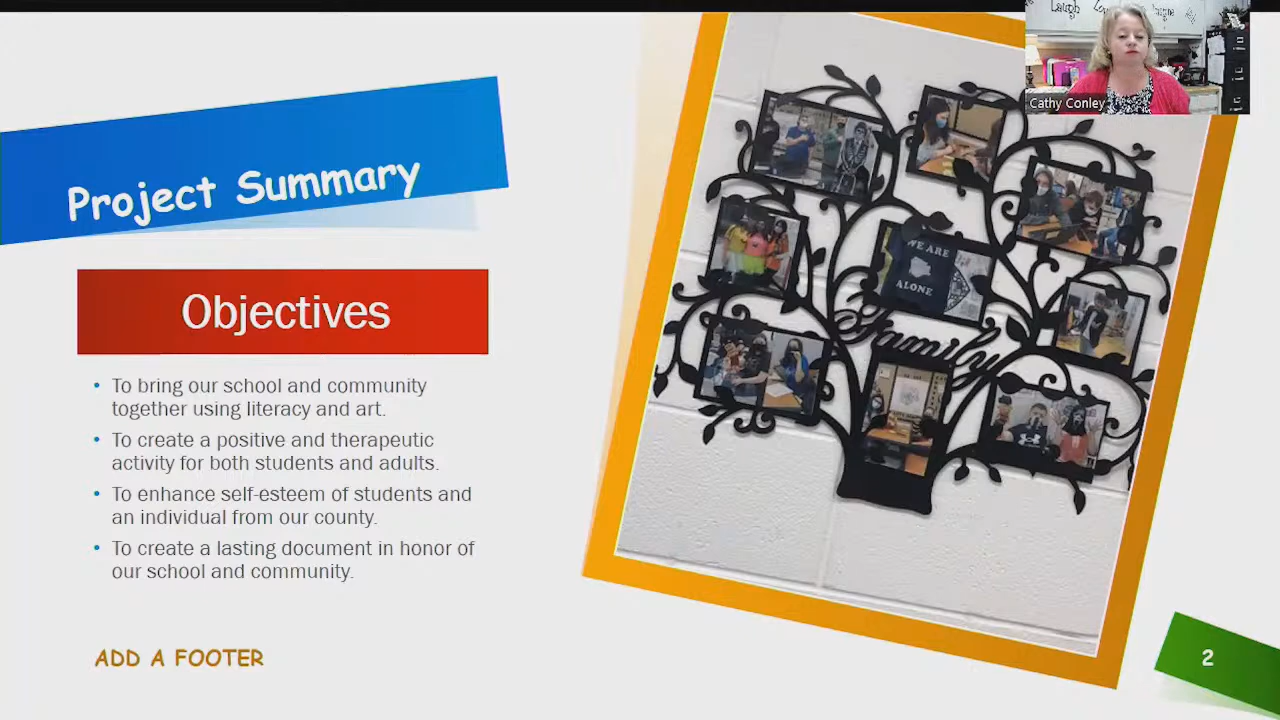 Project Summary
Objectives
• To bring our school and community
together using literacy and art.
• To create a positive and therapeutic
activity for both students and adults.
• To enhance self-esteem of students and
an individual from our county.
• To create a lasting document in honor of
our school and community.
ADD A FOOTER
WE ARE
ALONE
Family
Laugh
Cathy Conley
2